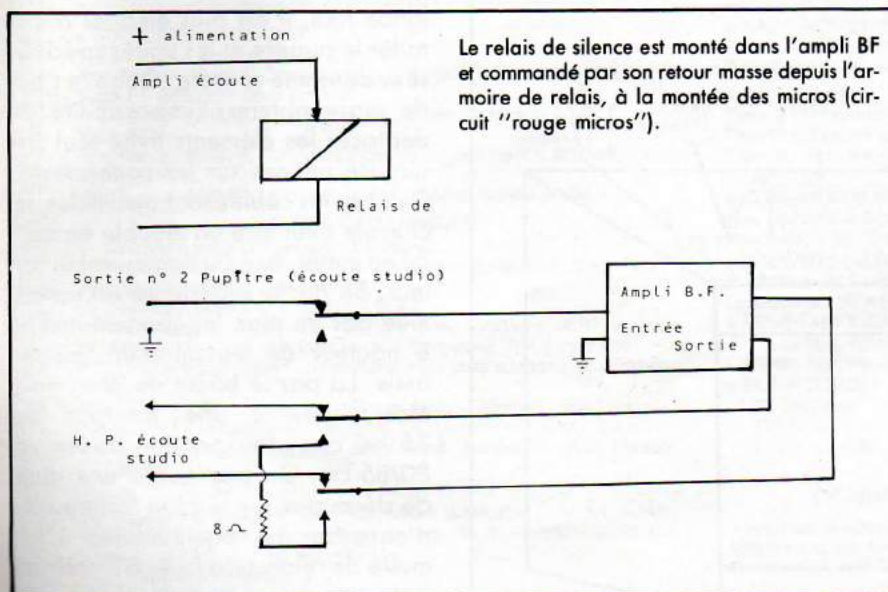 + alimentation
Ampli écoute
Relais de
Le relais de silence est monté dans l'ampli BF
et commandé par son retour masse depuis l'ar-
moire de relais, à la montée des micros (cir-
cuit ''rouge micros'').
Sortie n° 2 Pupitre (écoute studio)
Ampli B.F.
Entrée
Sortie
H. P. écoute
studio
8 Ω